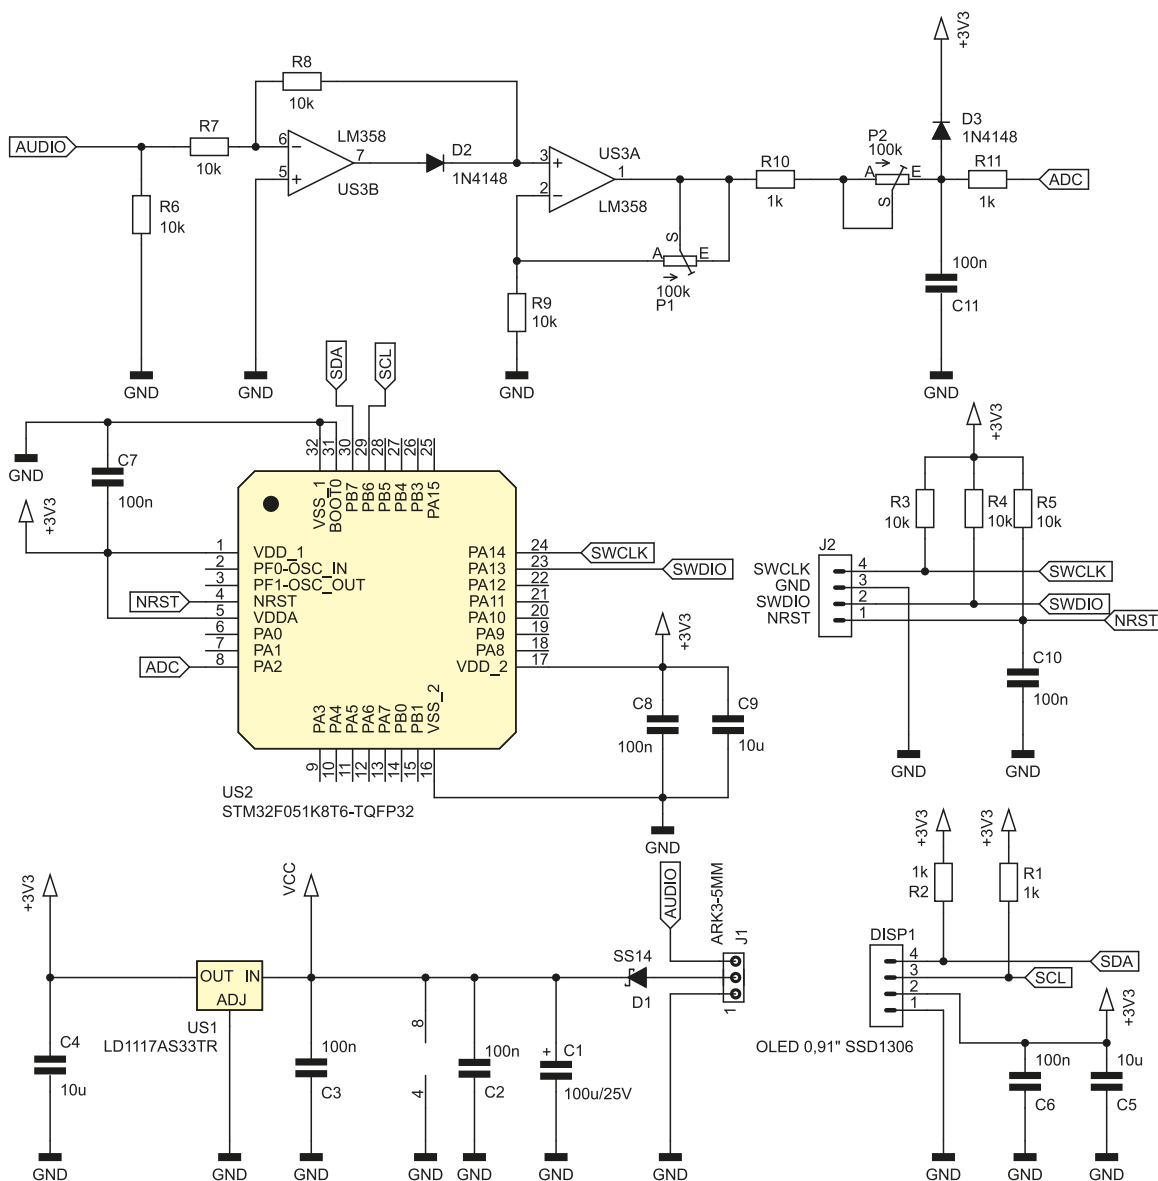 +3V3
R8
10k
R7
10k
AUDIO
R6
10k
6
5
7
LM358
US3B
D2
1N4148
3
2
1
US3A
LM358
S
A
E
100k
P1
R9
10k
R10
1k
P2
100k
A
E
S
D3
1N4148
R11
1k
ADC
100n
C11
GND
GND
GND
GND
SDA
SCL
GND
C7
100n
+3V3
32
31
30
29
28
27
26
25
VSS_1
BOOT0
PB7
PB6
PB5
PB4
PB3
PA15
1
2
3
4
5
6
7
8
VDD_1
PF0-OSC_IN
PF1-OSC_OUT
NRST
VDDA
PA0
PA1
PA2
NRST
ADC
PA14
PA13
PA12
PA11
PA10
PA9
PA8
VDD_2
24
23
22
21
20
19
18
17
SWCLK
SWDIO
PA3
PA4
PA5
PA6
PA7
PB0
PB1
VSS_2
9
10
11
12
13
14
15
16
US2
STM32F051K8T6-TQFP32
+3V3
C8
100n
C9
10u
GND
+3V3
R3
10k
R4
10k
R5
10k
J2
SWCLK
GND
SWDIO
NRST
4
3
2
1
SWCLK
SWDIO
NRST
C10
100n
GND
GND
+3V3
VCC
OUT IN
ADJ
US1
LD1117AS33TR
C4
10u
100n
C3
8
4
100n
C2
+
C1
100u/25V
SS14
D1
AUDIO
ARK3-5MM
J1
1
GND
GND
GND
GND
GND
GND
GND
+3V3
+3V3
1k
R2
R1
1k
DISP1
4
3
2
1
SDA
SCL
+3V3
OLED 0,91" SSD1306
100n
C6
10u
C5
GND
GND
GND